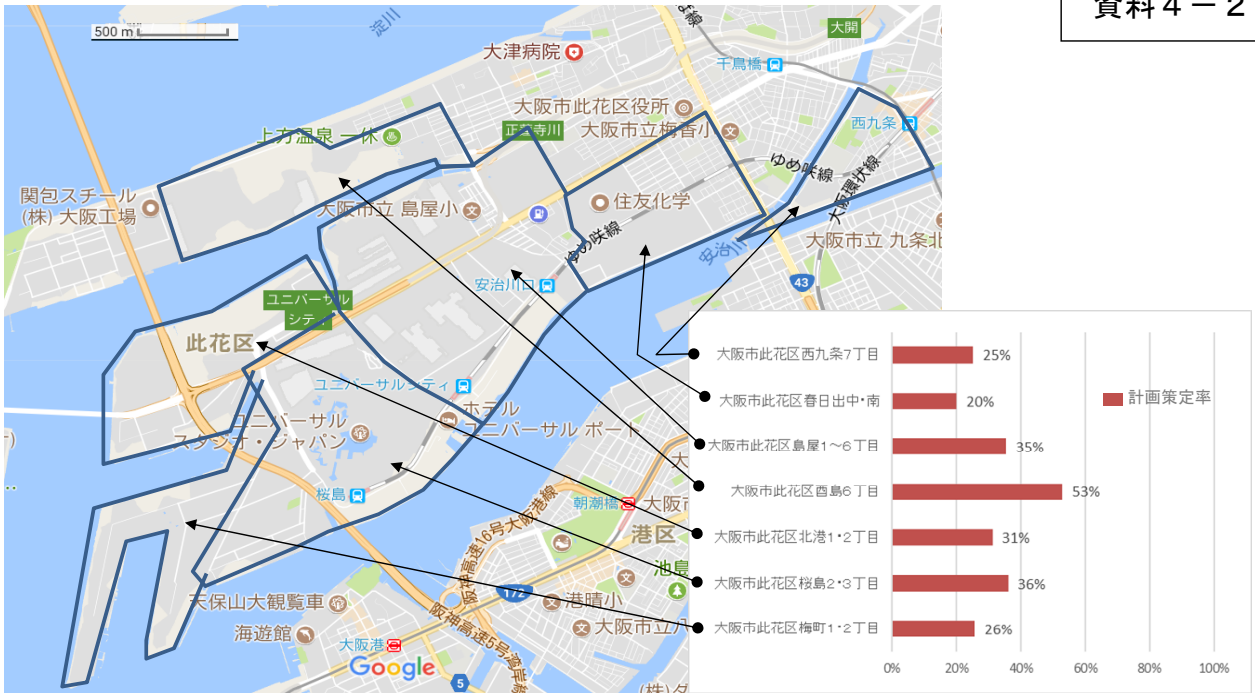 資料４－２
500 m
淀川
ゆめ咲線
大開
大津病院
千鳥橋
大阪市此花区役所
正蓮寺川
大阪市立梅香小
西九条
上方温泉 一休
ゆめ咲線
大阪環状線
関包スチール
(株) 大阪工場
大阪市立 島屋小
住友化学
ゆめ咲線
安治川
大阪市立 九条北
安治川口
43
ユニバーサル
シティ
此花区
ユニバーサルシティ
ホテル
ユニバーサル ポート
ユニバーサル
スタジオ・ジャパン
桜島
朝潮橋
大阪市
阪神高速16号大阪港線
港区
池島
172
港晴小
天保山大観覧車
海遊館
大阪市立八
大阪港
阪神高速5号湾岸線
Google
5
(株)ダ
大阪市此花区西九条7丁目
25%
大阪市此花区春日出中・南
20%
計画策定率
大阪市此花区島屋1～6丁目
35%
大阪市此花区酉島6丁目
53%
大阪市此花区北港1・2丁目
31%
大阪市此花区桜島2・3丁目
36%
大阪市此花区梅町1・2丁目
26%
0% 20% 40% 60% 80% 100%